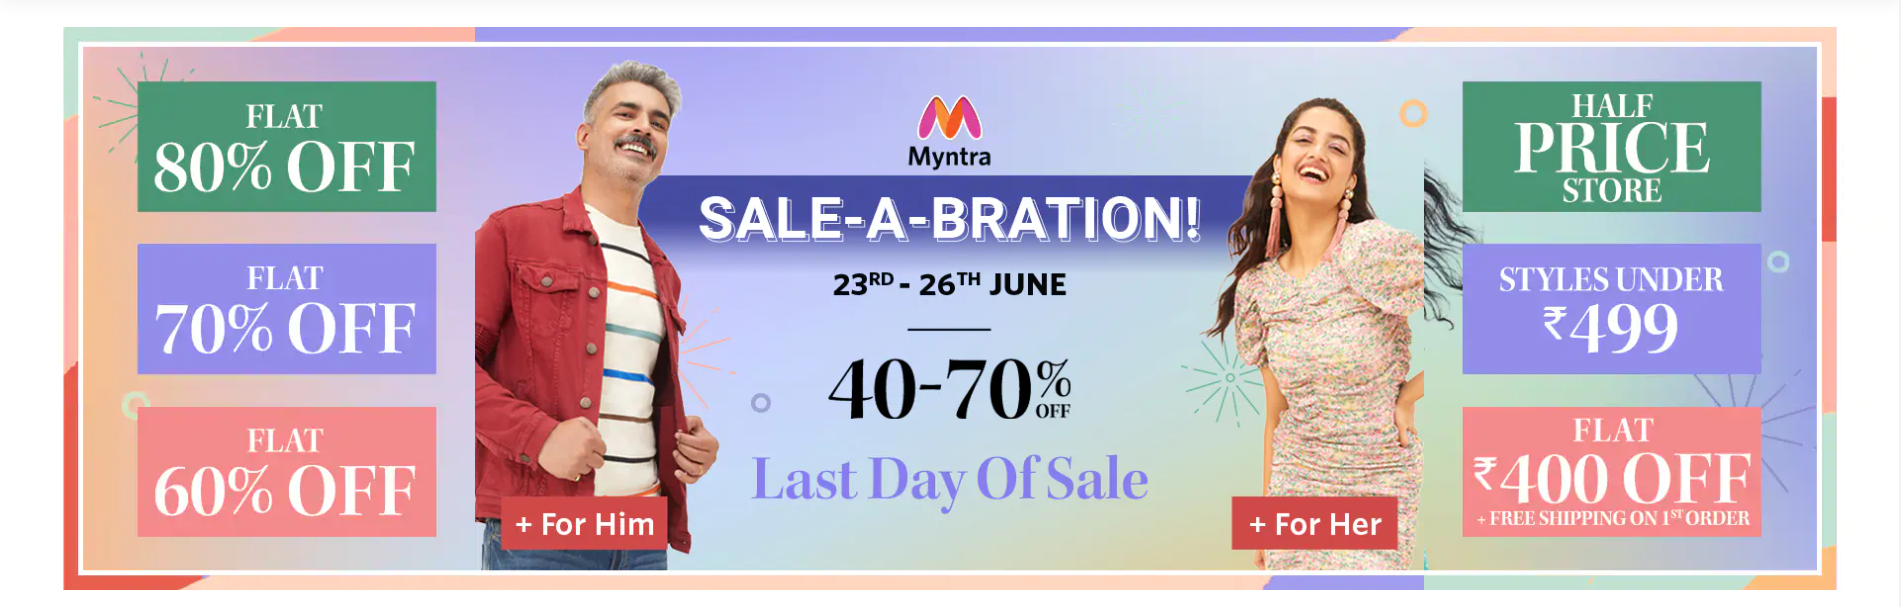 FLAT
80% OFF
FLAT
70% OFF
FLAT
60% OFF
Myntra
SALE-A-BRATION!
23RD - 26TH JUNE
40-70% OFF
Last Day Of Sale
+ For Him
+ For Her
HALF
PRICE
STORE
STYLES UNDER
₹499
FLAT
₹400 OFF
+ FREE SHIPPING ON 1ST ORDER